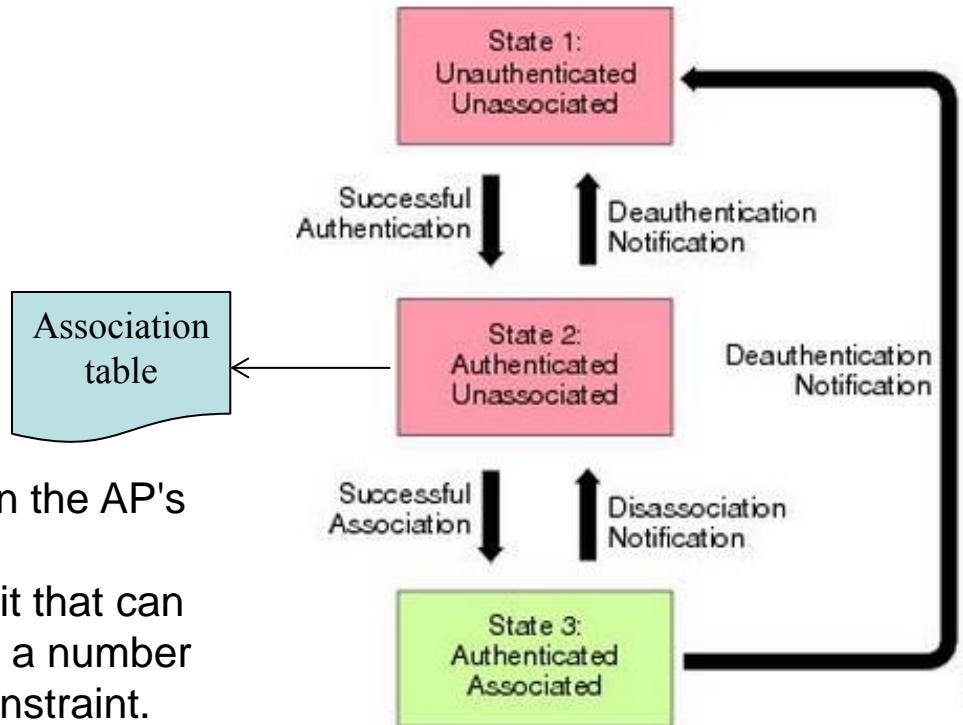 State 1:
Unauthenticated
Unassociated
Successful
Authentication
Deauthentication
Notification
Association
table
State 2:
Authenticated
Unassociated
Deauthentication
Notification
n the AP's
Successful
Association
Disassociation
Notification
it that can
a number
nstraint.
State 3:
Authenticated
Associated